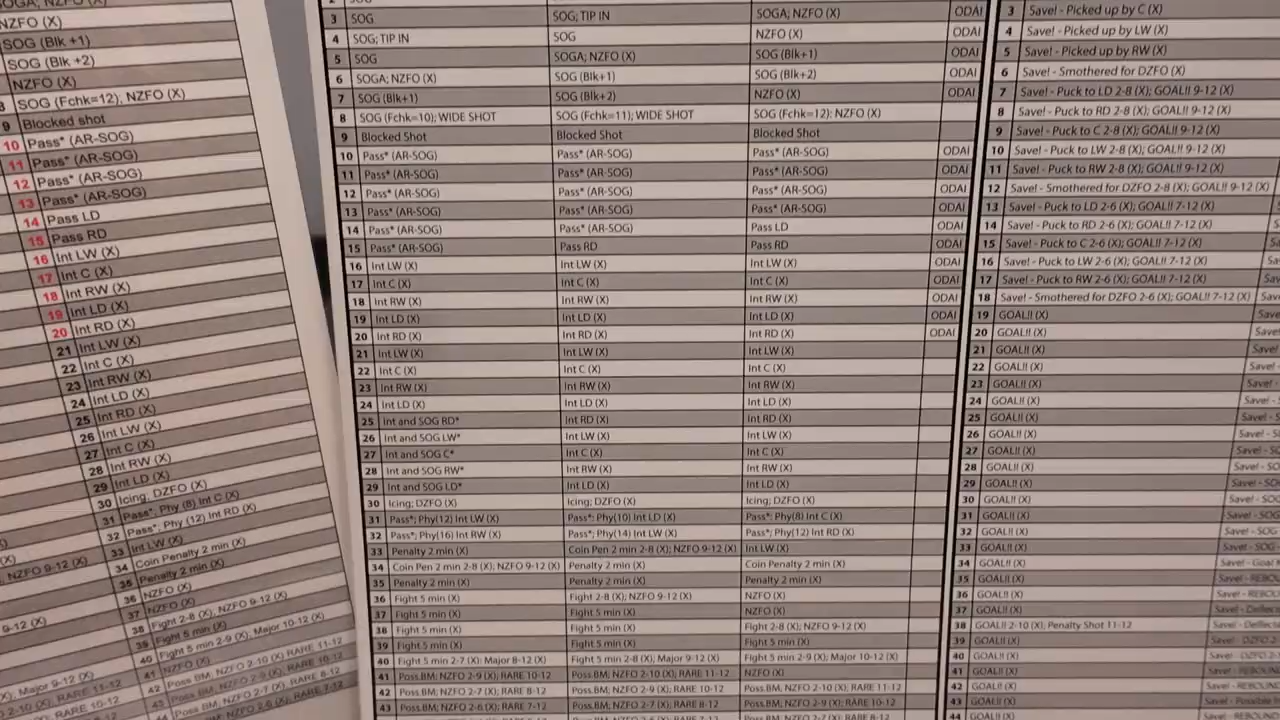 NZFO (X)
SOG (Blk +1)
SOG (Blk +2)
NZFO (X)
8 SOG (Fchk=12); NZFO (X)
9 Blocked shot
10 Pass* (AR-SOG)
11 Pass* (AR-SOG)
12 Pass* (AR-SOG)
13 Pass* (AR-SOG)
14 Pass LD
15 Pass RD
16 Int LW (X)
17 Int C (X)
18 Int RW (X)
19 Int LD (X)
20 Int RD (X)
21 Int LW (X)
22 Int C (X)
23 Int RW (X)
24 Int LD (X)
25 Int RD (X)
26 Int LW (X)
27 Int C (X)
28 Int RW (X)
29 Int LD (X)
30 Icing; DZFO (X)
31 Pass*; Phy (8) Int C (X)
32 Pass*; Phy (12) Int RD (X)
33 Int LW (X)
NZFO 9-12 (X) 34 Coin Penalty 2 min (X)
35 Penalty 2 min (X)
36 NZFO (X)
37 NZFO (X)
9-12 (X) 38 Fight 2-8 (X), NZFO 9-12 (X)
39 Fight 5 min (X)
40 Fight 5 min 2-9 (X), Major 10-12 (X)
Major 9-12 (X) 41 NZFO (X)
2-10 (X), RARE 11-12 42 Poss.BM; NZFO 2-10 (X) RARE 11-12
3 SOG SOG; TIP IN SOGA; NZFO (X) ODAI
4 SOG; TIP IN SOG NZFO (X) ODAI
5 SOG SOGA; NZFO (X) SOG (Blk+1) ODAI
6 SOGA; NZFO (X) SOG (Blk+1) SOG (Blk+2) ODAI
7 SOG (Blk+1) SOG (Blk+2) NZFO (X) ODAI
8 SOG (Fchk=10); WIDE SHOT SOG (Fchk=11); WIDE SHOT SOG (Fchk=12); NZFO (X)
9 Blocked Shot Blocked Shot Blocked Shot
10 Pass* (AR-SOG) Pass* (AR-SOG) Pass* (AR-SOG) ODAI
11 Pass* (AR-SOG) Pass* (AR-SOG) Pass* (AR-SOG) ODAI
12 Pass* (AR-SOG) Pass* (AR-SOG) Pass* (AR-SOG) ODAI
13 Pass* (AR-SOG) Pass* (AR-SOG) Pass* (AR-SOG) ODAI
14 Pass* (AR-SOG) Pass* (AR-SOG) Pass LD ODAI
15 Pass* (AR-SOG) Pass RD Pass RD ODAI
16 Int LW (X) Int LW (X) Int LW (X) ODAI
17 Int C (X) Int C (X) Int C (X) ODAI
18 Int RW (X) Int RW (X) Int RW (X) ODAI
19 Int LD (X) Int LD (X) Int LD (X) ODAI
20 Int RD (X) Int RD (X) Int RD (X) ODAI
21 Int LW (X) Int LW (X) Int LW (X)
22 Int C (X) Int C (X) Int C (X)
23 Int RW (X) Int RW (X) Int RW (X)
24 Int LD (X) Int LD (X) Int LD (X)
25 Int and SOG RD* Int RD (X) Int RD (X)
26 Int and SOG LW* Int LW (X) Int LW (X)
27 Int and SOG C* Int C (X) Int C (X)
28 Int and SOG RW* Int RW (X) Int RW (X)
29 Int and SOG LD* Int LD (X) Int LD (X)
30 Icing; DZFO (X) Icing; DZFO (X) Icing; DZFO (X)
31 Pass*; Phy(12) Int LW (X) Pass*; Phy(10) Int LD (X) Pass*; Phy(8) Int C (X)
32 Pass*; Phy(16) Int RW (X) Pass*; Phy(14) Int LW (X) Pass*; Phy(12) Int RD (X)
33 Penalty 2 min (X) Coin Pen 2 min 2-8 (X); NZFO 9-12 (X) Int LW (X)
34 Coin Pen 2 min 2-8 (X); NZFO 9-12 (X) Penalty 2 min (X) Coin Penalty 2 min (X)
35 Penalty 2 min (X) Penalty 2 min (X) Penalty 2 min (X)
36 Fight 5 min (X) Fight 2-8 (X); NZFO 9-12 (X) NZFO (X)
37 Fight 5 min (X) Fight 5 min (X) NZFO (X)
38 Fight 5 min (X) Fight 5 min (X) Fight 2-8 (X); NZFO 9-12 (X)
39 Fight 5 min (X) Fight 5 min (X) Fight 5 min (X)
40 Fight 5 min 2-7 (X); Major 8-12 (X) Fight 5 min 2-8 (X); Major 9-12 (X) Fight 5 min 2-9 (X); Major 10-12 (X)
41 Poss.BM; NZFO 2-9 (X); RARE 10-12 Poss.BM; NZFO 2-10 (X); RARE 11-12 NZFO (X)
42 Poss.BM; NZFO 2-7 (X); RARE 8-12 Poss.BM; NZFO 2-9 (X); RARE 10-12 Poss.BM; NZFO 2-10 (X); RARE 11-12
43 Poss.BM; NZFO 2-6 (X); RARE 7-12 Poss.BM; NZFO 2-7 (X); RARE 8-12 Poss.BM; NZFO 2-9 (X); RARE 10-12
3 Save! - Picked up by C (X)
4 Save! - Picked up by LW (X)
5 Save! - Picked up by RW (X)
6 Save! - Smothered for DZFO (X)
7 Save! - Puck to LD 2-8 (X); GOAL!! 9-12 (X)
8 Save! - Puck to RD 2-8 (X); GOAL!! 9-12 (X)
9 Save! - Puck to C 2-8 (X); GOAL!! 9-12 (X)
10 Save! - Puck to LW 2-8 (X); GOAL!! 9-12 (X)
11 Save! - Puck to RW 2-8 (X); GOAL!! 9-12 (X)
12 Save! - Smothered for DZFO 2-8 (X); GOAL!! 9-12 (X)
13 Save! - Puck to LD 2-6 (X); GOAL!! 7-12 (X)
14 Save! - Puck to RD 2-6 (X); GOAL!! 7-12 (X)
15 Save! - Puck to C 2-6 (X); GOAL!! 7-12 (X)
16 Save! - Puck to LW 2-6 (X); GOAL!! 7-12 (X)
17 Save! - Puck to RW 2-6 (X); GOAL!! 7-12 (X)
18 Save! - Smothered for DZFO 2-6 (X); GOAL!! 7-12 (X)
19 GOAL!! (X)
20 GOAL!! (X)
21 GOAL!! (X)
22 GOAL!! (X)
23 GOAL!! (X)
24 GOAL!! (X)
25 GOAL!! (X)
26 GOAL!! (X)
27 GOAL!! (X)
28 GOAL!! (X)
29 GOAL!! (X)
30 GOAL!! (X)
31 GOAL!! (X)
32 GOAL!! (X)
33 GOAL!! (X)
34 GOAL!! (X)
35 GOAL!! (X)
36 GOAL!! (X)
37 GOAL!! (X)
38 GOAL!! 2-10 (X); Penalty Shot 11-12
39 GOAL!! (X)
40 GOAL!! (X)
41 GOAL!! (X)
42 GOAL!! (X)
43 GOAL!! (X)
44 GOAL!! (X)